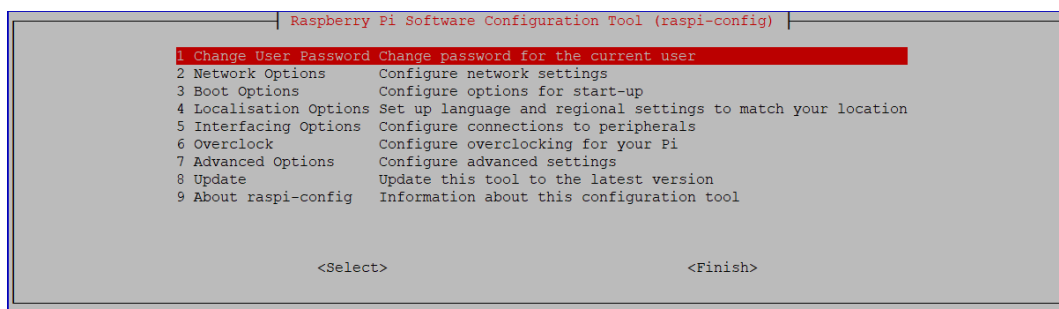 Raspberry Pi Software Configuration Tool (raspi-config)
1 Change User Password Change password for the current user
2 Network Options Configure network settings
3 Boot Options Configure options for start-up
4 Localisation Options Set up language and regional settings to match your location
5 Interfacing Options Configure connections to peripherals
6 Overclock Configure overclocking for your Pi
7 Advanced Options Configure advanced settings
8 Update Update this tool to the latest version
9 About raspi-config Information about this configuration tool
<Select> <Finish>